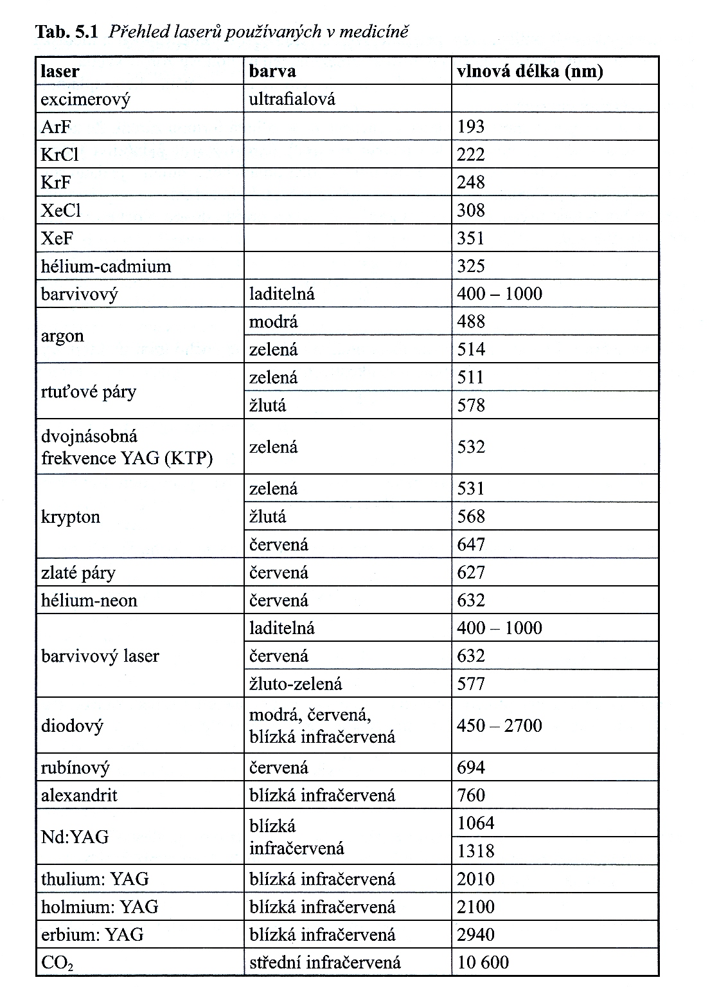 Tab. 5.1 Přehled laserů používaných v medicíně
laser barva vlnová délka (nm)
excimerový ultrafialová
ArF 193
KrCl 222
KrF 248
XeCl 308
XeF 351
hélium-cadmium 325
barvivový laditelná 400 – 1000
argon modrá 488
zelená 514
rtuťové páry zelená 511
žlutá 578
dvojnásobná
frekvence YAG (KTP) zelená 532
krypton zelená 531
žlutá 568
červená 647
zlaté páry červená 627
hélium-neon červená 632
barvivový laser laditelná 400 – 1000
červená 632
žluto-zelená 577
diodový modrá, červená,
blízká infračervená 450 – 2700
rubínový červená 694
alexandrit blízká infračervená 760
Nd:YAG blízká
infračervená 1064
1318
thulium: YAG blízká infračervená 2010
holmium: YAG blízká infračervená 2100
erbium: YAG blízká infračervená 2940
CO₂ střední infračervená 10 600